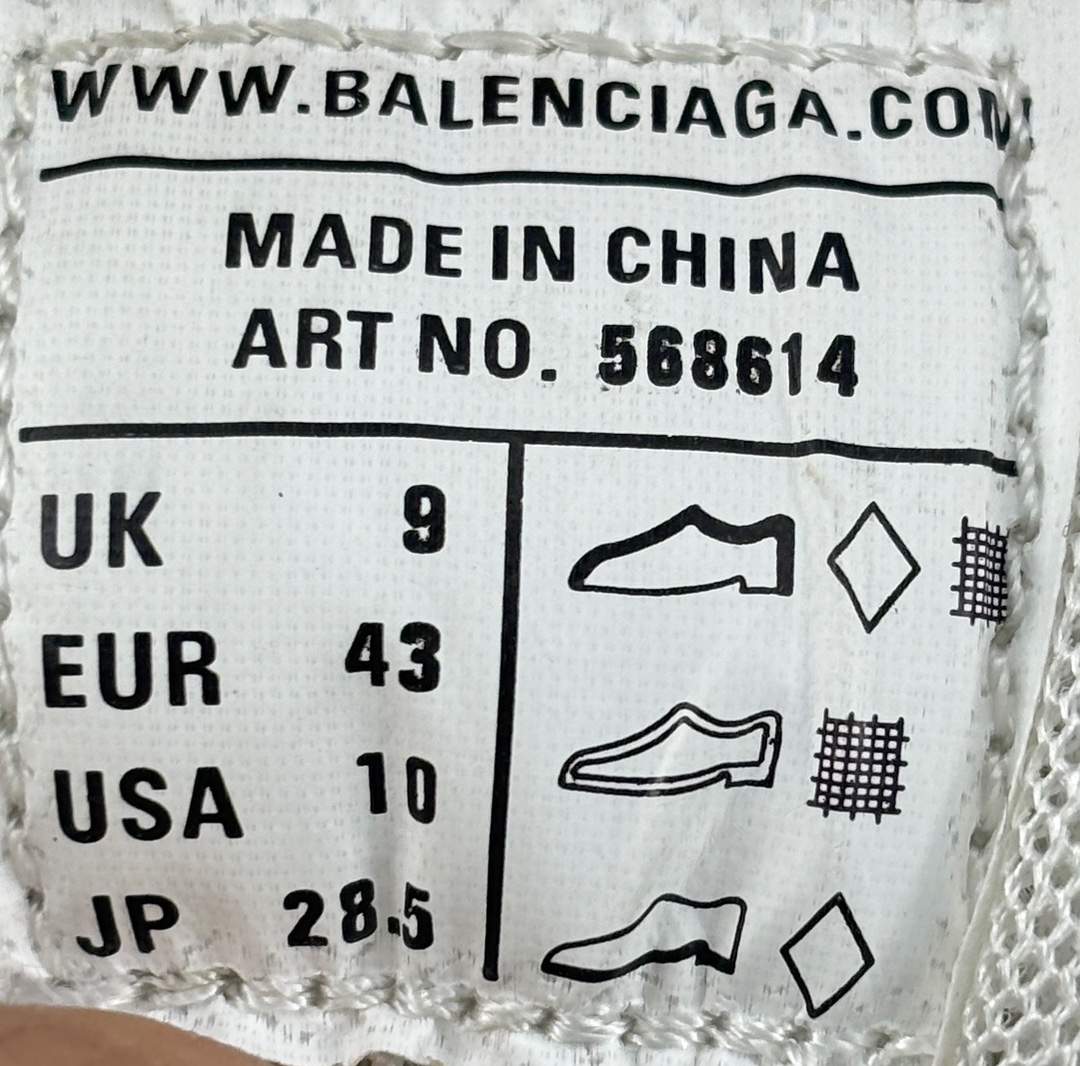 WWW.BALENCIAGA.COM
MADE IN CHINA
ART NO. 568614
UK 9
EUR 43
USA 10
JP 28.5